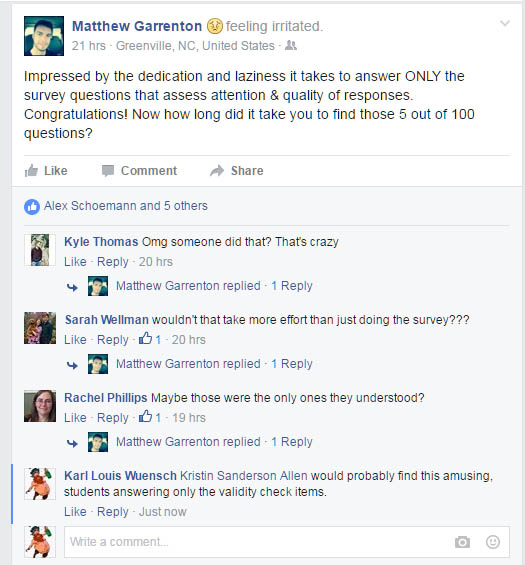 Matthew Garrenton feeling irritated.
21 hrs · Greenville, NC, United States ·
Impressed by the dedication and laziness it takes to answer ONLY the
survey questions that assess attention & quality of responses.
Congratulations! Now how long did it take you to find those 5 out of 100
questions?
Like Comment Share
Alex Schoemann and 5 others
Kyle Thomas Omg someone did that? That's crazy
Like · Reply · 20 hrs
Matthew Garrenton replied · 1 Reply
Sarah Wellman wouldn't that take more effort than just doing the survey???
Like · Reply · 1 · 20 hrs
Matthew Garrenton replied · 1 Reply
Rachel Phillips Maybe those were the only ones they understood?
Like · Reply · 1 · 19 hrs
Matthew Garrenton replied · 1 Reply
Karl Louis Wuensch Kristin Sanderson Allen would probably find this amusing,
students answering only the validity check items.
Like · Reply · Just now
Write a comment...